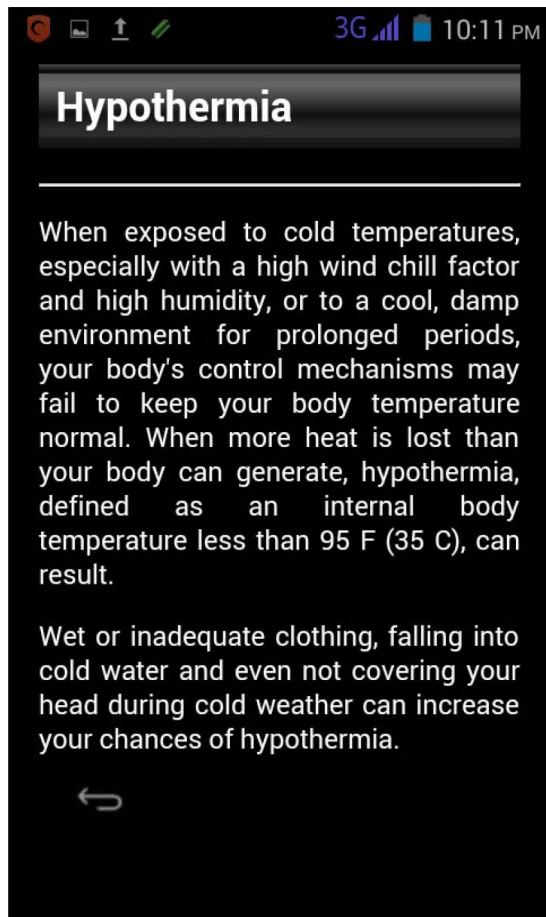 3G 10:11 PM
Hypothermia
When exposed to cold temperatures,
especially with a high wind chill factor
and high humidity, or to a cool, damp
environment for prolonged periods,
your body's control mechanisms may
fail to keep your body temperature
normal. When more heat is lost than
your body can generate, hypothermia,
defined as an internal body
temperature less than 95 F (35 C), can
result.
Wet or inadequate clothing, falling into
cold water and even not covering your
head during cold weather can increase
your chances of hypothermia.